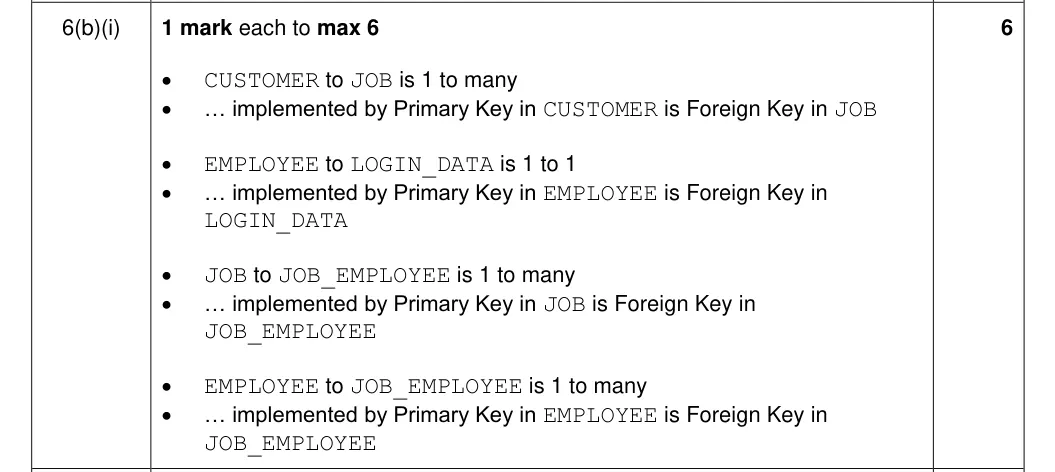 6(b)(i) 1 mark each to max 6 6
• CUSTOMER to JOB is 1 to many
• … implemented by Primary Key in CUSTOMER is Foreign Key in JOB
• EMPLOYEE to LOGIN_DATA is 1 to 1
• … implemented by Primary Key in EMPLOYEE is Foreign Key in
LOGIN_DATA
• JOB to JOB_EMPLOYEE is 1 to many
• … implemented by Primary Key in JOB is Foreign Key in
JOB_EMPLOYEE
• EMPLOYEE to JOB_EMPLOYEE is 1 to many
• … implemented by Primary Key in EMPLOYEE is Foreign Key in
JOB_EMPLOYEE